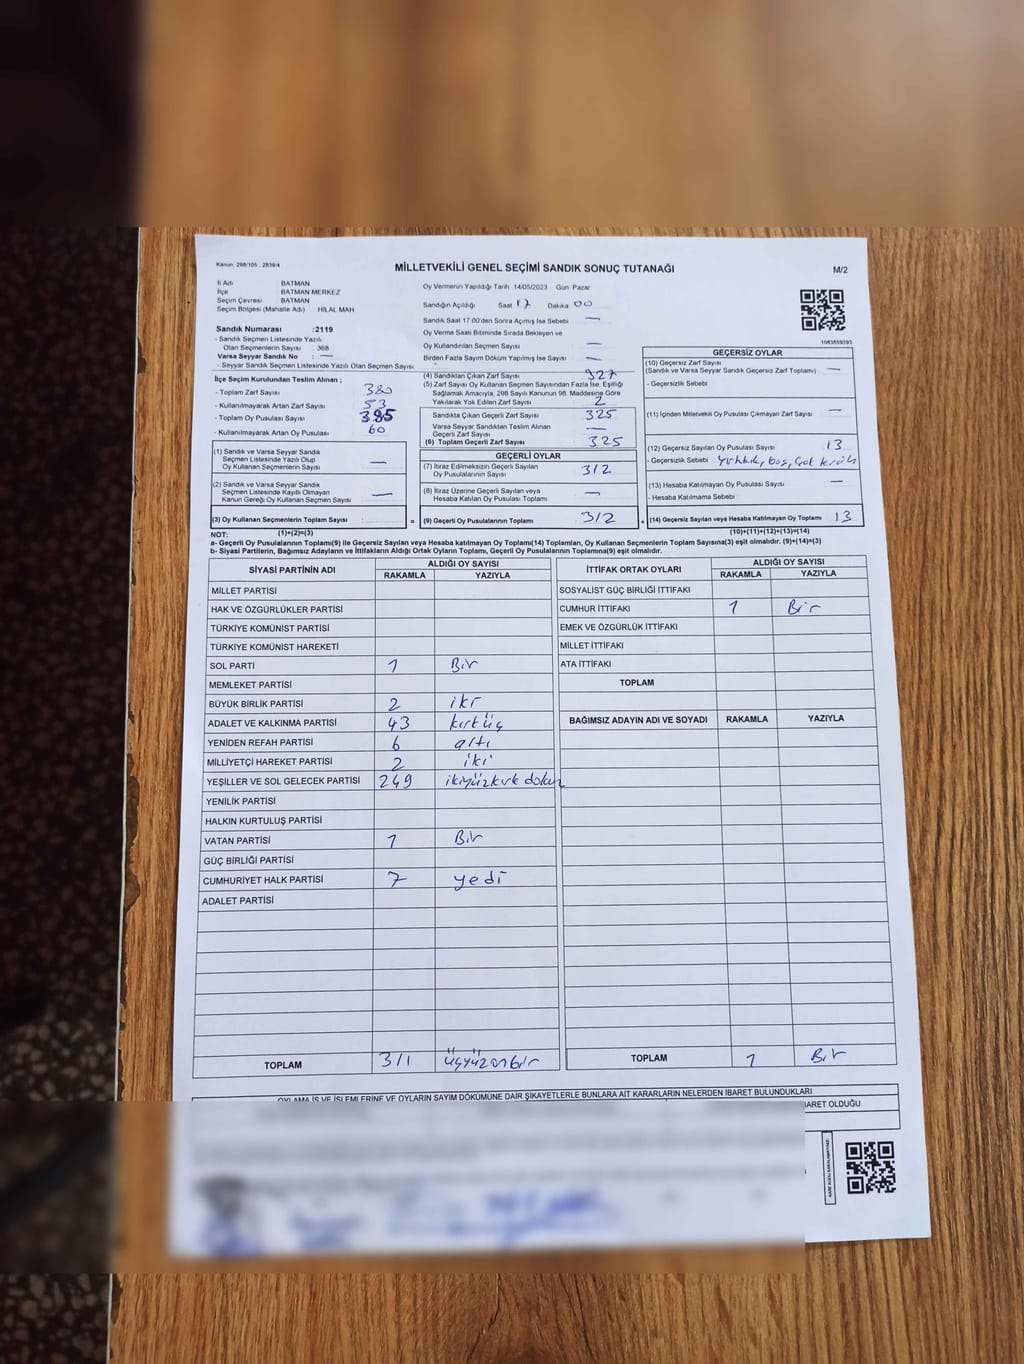 Kanun, 298/105 , 2839/4
MİLLETVEKİLİ GENEL SEÇİMİ SANDIK SONUÇ TUTANAĞI
M/2
İl Adı BATMAN
İlçe BATMAN MERKEZ
Seçim Çevresi BATMAN
Seçim Bölgesi (Mahalle Adı) HİLAL MAH
Sandık Numarası :2119
- Sandık Seçmen Listesinde Yazılı
Olan Seçmenlerin Sayısı 368
Varsa Seyyar Sandık No : —
- Seyyar Sandık Seçmen Listesinde Yazılı Olan Seçmen Sayısı
İlçe Seçim Kurulundan Teslim Alınan ;
- Toplam Zarf Sayısı 380
- Kullanılmayarak Artan Zarf Sayısı 53
- Toplam Oy Pusulası Sayısı 385
- Kullanılmayarak Artan Oy Pusulası 60
(1) Sandık ve Varsa Seyyar Sandık
Seçmen Listesinde Yazılı Olup
Oy Kullanan Seçmenlerin Sayısı —
(2) Sandık ve Varsa Seyyar Sandık
Seçmen Listesinde Kayıtlı Olmayan
Kanun Gereği Oy Kullanan Seçmen Sayısı —
(3) Oy Kullanan Seçmenlerin Toplam Sayısı :
Oy Vermenin Yapıldığı Tarih 14/05/2023 Gün Pazar
Sandığın Açıldığı Saat 17 Dakika 00
Sandık Saat 17:00'den Sonra Açılmış İse Sebebi —
Oy Verme Saati Bitiminde Sırada Bekleyen ve
Oy Kullandırılan Seçmen Sayısı —
Birden Fazla Sayım Döküm Yapılmış İse Sayısı —
(4) Sandıktan Çıkan Zarf Sayısı 327
(5) Zarf Sayısı Oy Kullanan Seçmen Sayısından Fazla İse, Eşitliği
Sağlamak Amacıyla; 298 Sayılı Kanunun 98. Maddesine Göre
Yakılarak Yok Edilen Zarf Sayısı 2
Sandıkta Çıkan Geçerli Zarf Sayısı 325
Varsa Seyyar Sandıktan Teslim Alınan
Geçerli Zarf Sayısı —
(6) Toplam Geçerli Zarf Sayısı 325
GEÇERLİ OYLAR
(7) İtiraz Edilmeksizin Geçerli Sayılan
Oy Pusulalarının Sayısı 312
(8) İtiraz Üzerine Geçerli Sayılan veya
Hesaba Katılan Oy Pusulası Toplamı —
= (9) Geçerli Oy Pusulalarının Toplamı 312
1083859393
GEÇERSİZ OYLAR
(10) Geçersiz Zarf Sayısı
(Sandık ve Varsa Seyyar Sandık Geçersiz Zarf Toplamı) —
- Geçersizlik Sebebi
(11) İçinden Milletvekili Oy Pusulası Çıkmayan Zarf Sayısı —
(12) Geçersiz Sayılan Oy Pusulası Sayısı 13
- Geçersizlik Sebebi boş, çok
(13) Hesaba Katılmayan Oy Pusulası Sayısı —
- Hesaba Katılmama Sebebi
+ (14) Geçersiz Sayılan veya Hesaba Katılmayan Oy Toplamı 13
NOT: (1)+(2)=(3) (10)+(11)+(12)+(13)=(14)
a- Geçerli Oy Pusulalarının Toplamı(9) ile Geçersiz Sayılan veya Hesaba katılmayan Oy Toplamı(14) Toplamları, Oy Kullanan Seçmenlerin Toplam Sayısına(3) eşit olmalıdır. (9)+(14)=(3)
b- Siyasi Partilerin, Bağımsız Adayların ve İttifakların Aldığı Ortak Oyların Toplamı, Geçerli Oy Pusulalarının Toplamına(9) eşit olmalıdır.
SİYASİ PARTİNİN ADI ALDIĞI OY SAYISI
RAKAMLA YAZIYLA
MİLLET PARTİSİ
HAK VE ÖZGÜRLÜKLER PARTİSİ
TÜRKİYE KOMÜNİST PARTİSİ
TÜRKİYE KOMÜNİST HAREKETİ
SOL PARTİ 1 Bir
MEMLEKET PARTİSİ
BÜYÜK BİRLİK PARTİSİ 2 iki
ADALET VE KALKINMA PARTİSİ 43 kırküç
YENİDEN REFAH PARTİSİ 6 altı
MİLLİYETÇİ HAREKET PARTİSİ 2 iki
YEŞİLLER VE SOL GELECEK PARTİSİ 249 ikiyüzkırk dokuz
YENİLİK PARTİSİ
HALKIN KURTULUŞ PARTİSİ
VATAN PARTİSİ 1 Bir
GÜÇ BİRLİĞİ PARTİSİ
CUMHURİYET HALK PARTİSİ 7 yedi
ADALET PARTİSİ
TOPLAM 311 üçyüzonbir
İTTİFAK ORTAK OYLARI ALDIĞI OY SAYISI
RAKAMLA YAZIYLA
SOSYALİST GÜÇ BİRLİĞİ İTTİFAKI
CUMHUR İTTİFAKI 1 Bir
EMEK VE ÖZGÜRLÜK İTTİFAKI
MİLLET İTTİFAKI
ATA İTTİFAKI
TOPLAM
BAĞIMSIZ ADAYIN ADI VE SOYADI RAKAMLA YAZIYLA
TOPLAM 1 Bir
OYLAMA İŞ VE İŞLEMLERİNE VE OYLARIN SAYIM DÖKÜMÜNE DAİR ŞİKAYETLERLE BUNLARA AİT KARARLARIN NELERDEN İBARET BULUNDUKLARI
BARET OLDUĞU